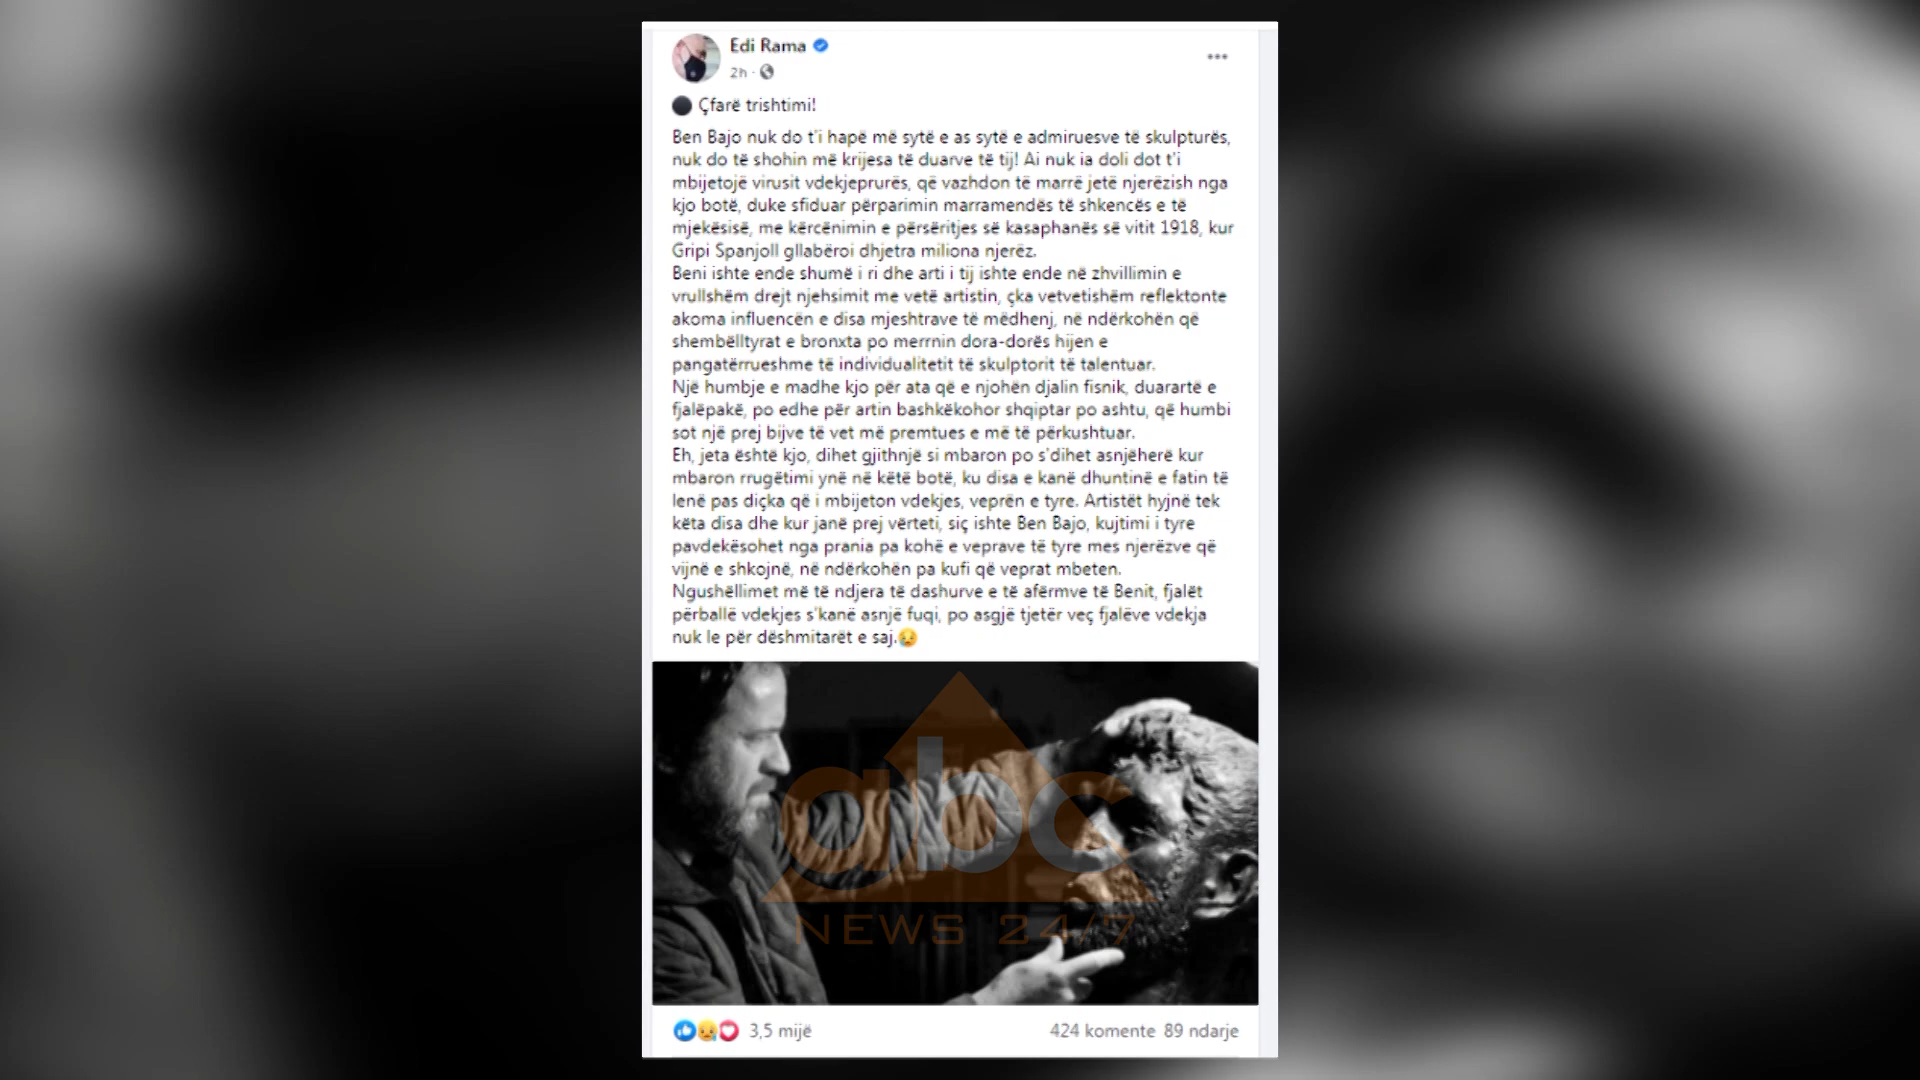 Edi Rama
2h ·
Çfarë trishtimi!
Ben Bajo nuk do t'i hapë më sytë e as sytë e admiruesve të skulpturës,
nuk do të shohin më krijesa të duarve të tij! Ai nuk ia doli dot t'i
mbijetojë virusit vdekjeprurës, që vazhdon të marrë jetë njerëzish nga
kjo botë, duke sfiduar përparimin marramendës të shkencës e të
mjekësisë, me kërcënimin e përsëritjes së kasaphanës së vitit 1918, kur
Gripi Spanjoll gllabëroi dhjetra miliona njerëz.
Beni ishte ende shumë i ri dhe arti i tij ishte ende në zhvillimin e
vrullshëm drejt njehsimit me vetë artistin, çka vetvetishëm reflektonte
akoma influencën e disa mjeshtrave të mëdhenj, në ndërkohën që
shembëlltyrat e bronxta po merrnin dora-dorës hijen e
pangatërrueshme të individualitetit të skulptorit të talentuar.
Një humbje e madhe kjo për ata që e njohën djalin fisnik, duarartë e
fjalëpakë, po edhe për artin bashkëkohor shqiptar po ashtu, që humbi
sot një prej bijve të vet më premtues e më të përkushtuar.
Eh, jeta është kjo, dihet gjithnjë si mbaron po s'dihet asnjëherë kur
mbaron rrugëtimi ynë në këtë botë, ku disa e kanë dhuntinë e fatin të
lenë pas diçka që i mbijeton vdekjes, veprën e tyre. Artistët hyjnë tek
këta disa dhe kur janë prej vërteti, siç ishte Ben Bajo, kujtimi i tyre
pavdekësohet nga prania pa kohë e veprave të tyre mes njerëzve që
vijnë e shkojnë, në ndërkohën pa kufi që veprat mbeten.
Ngushëllimet më të ndjera të dashurve e të afërmve të Benit, fjalët
përballë vdekjes s'kanë asnjë fuqi, po asgjë tjetër veç fjalëve vdekja
nuk le për dëshmitarët e saj.😥
abc
NEWS 24/7
3,5 mijë
424 komente 89 ndarje